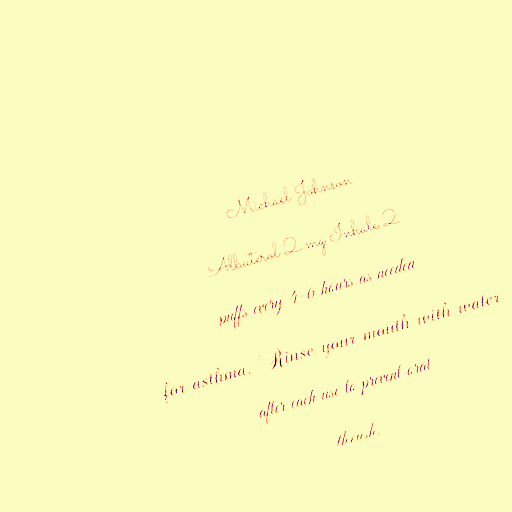 Michael Johnson
Albuterol 2 mg Inhale 2
puffs every 4-6 hours as needed
for asthma. (Rinse your mouth with water
after each use to prevent oral
thrush.